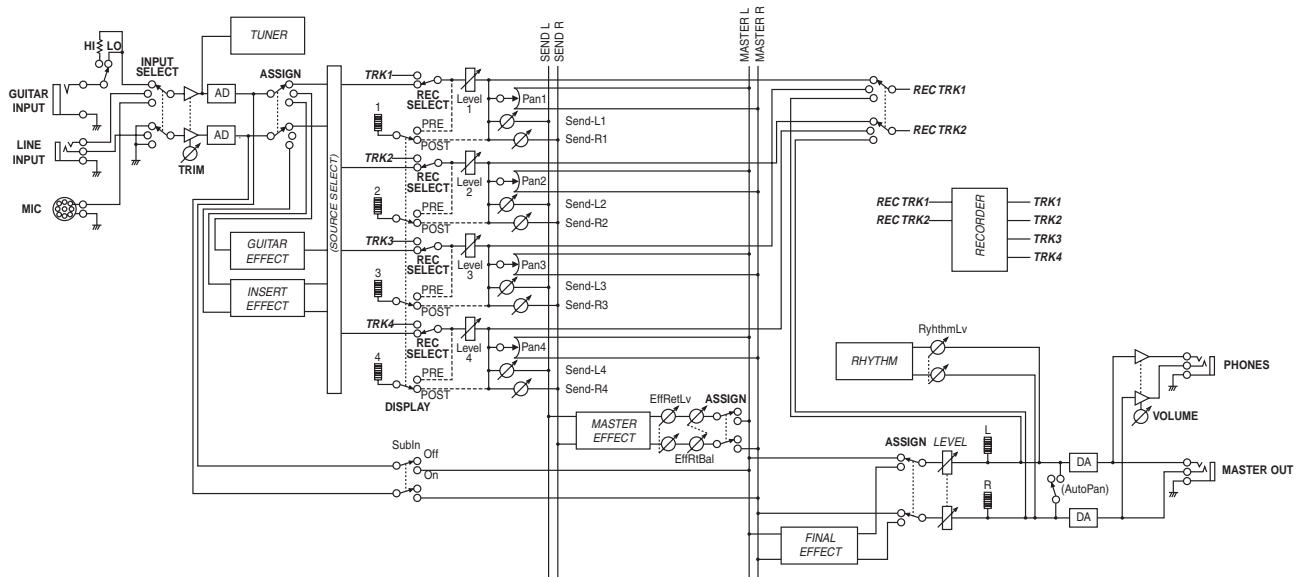 HI LO
TUNER
INPUT
SELECT
ASSIGN
GUITAR
INPUT
AD
AD
LINE
INPUT
TRIM
MIC
GUITAR
EFFECT
INSERT
EFFECT
(SOURCE SELECT)
TRK1
REC
SELECT
Level
1
1
PRE
POST
Pan1
Send-L1
Send-R1
TRK2
REC
SELECT
Level
2
2
PRE
POST
Pan2
Send-L2
Send-R2
TRK3
REC
SELECT
Level
3
3
PRE
POST
Pan3
Send-L3
Send-R3
TRK4
REC
SELECT
Level
4
4
PRE
POST
Pan4
Send-L4
Send-R4
DISPLAY
SEND L
SEND R
MASTER L
MASTER R
SubIn
Off
On
MASTER
EFFECT
EffRetLv
EffRtBal
ASSIGN
REC TRK1
REC TRK2
REC TRK1
REC TRK2
RECORDER
TRK1
TRK2
TRK3
TRK4
RHYTHM
RyhthmLv
ASSIGN
LEVEL
L
R
FINAL
EFFECT
(AutoPan)
DA
DA
PHONES
VOLUME
MASTER OUT